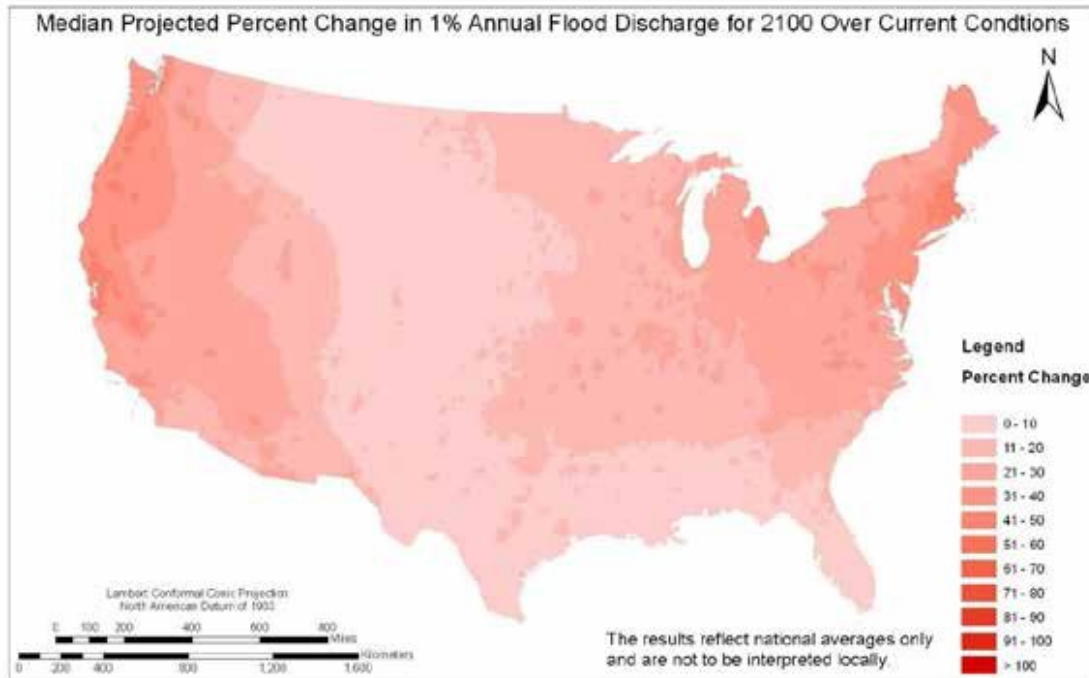 Median Projected Percent Change in 1% Annual Flood Discharge for 2100 Over Current Condtions
N
Legend
Percent Change
0 - 10
11 - 20
21 - 30
31 - 40
41 - 50
51 - 60
61 - 70
71 - 80
81 - 90
91 - 100
> 100
Lambert Conformal Conic Projection
North American Datum of 1983
0 100 200 400 600 800
Miles
Kilometers
0 200 400 800 1,200 1,600
The results reflect national averages only
and are not to be interpreted locally.